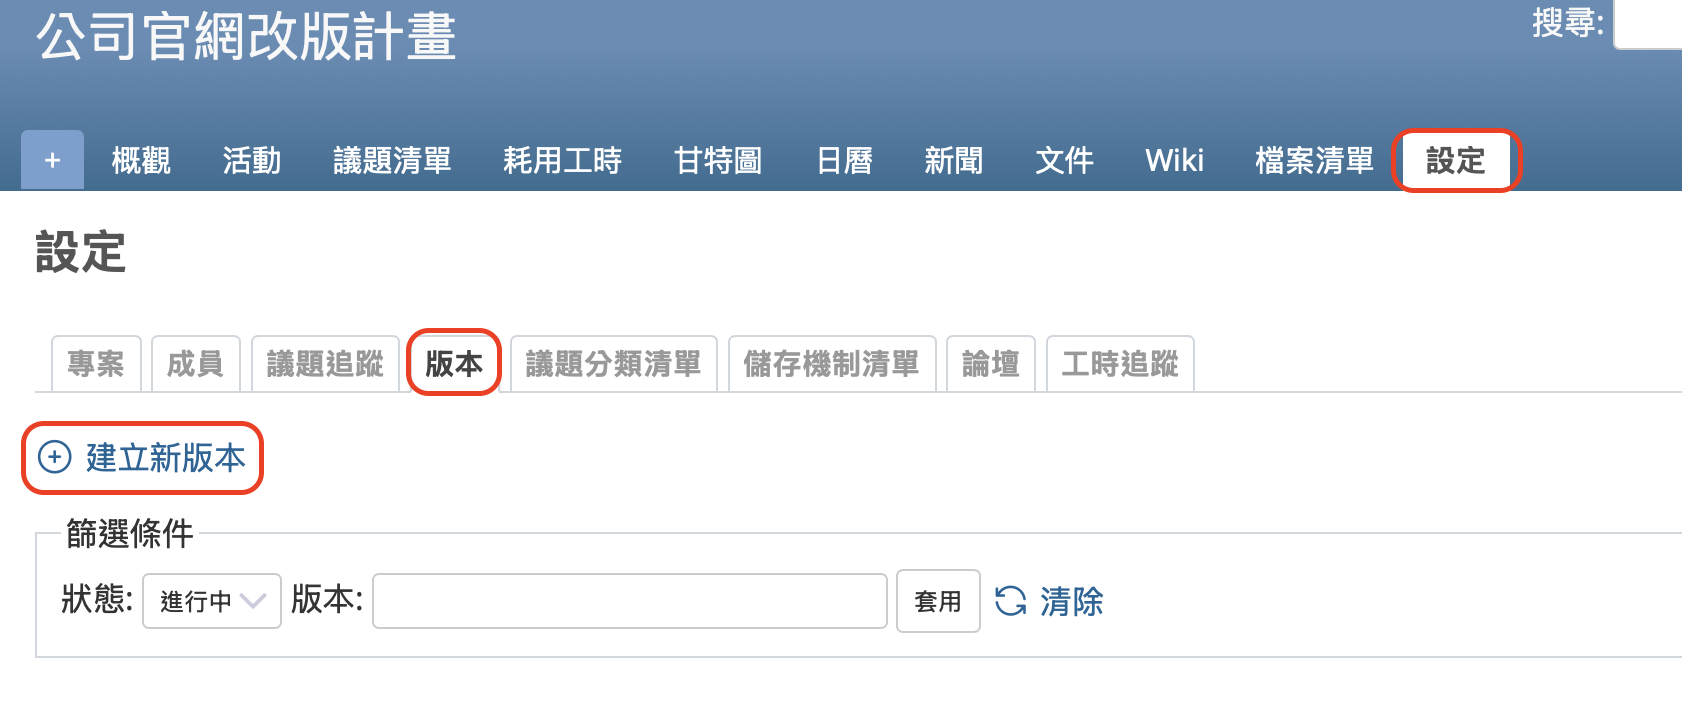 公司官網改版計畫
搜尋:
+ 概觀 活動 議題清單 耗用工時 甘特圖 日曆 新聞 文件 Wiki 檔案清單 設定
設定
專案 成員 議題追蹤 版本 議題分類清單 儲存機制清單 論壇 工時追蹤
建立新版本
篩選條件
狀態: 進行中 版本: 套用 清除